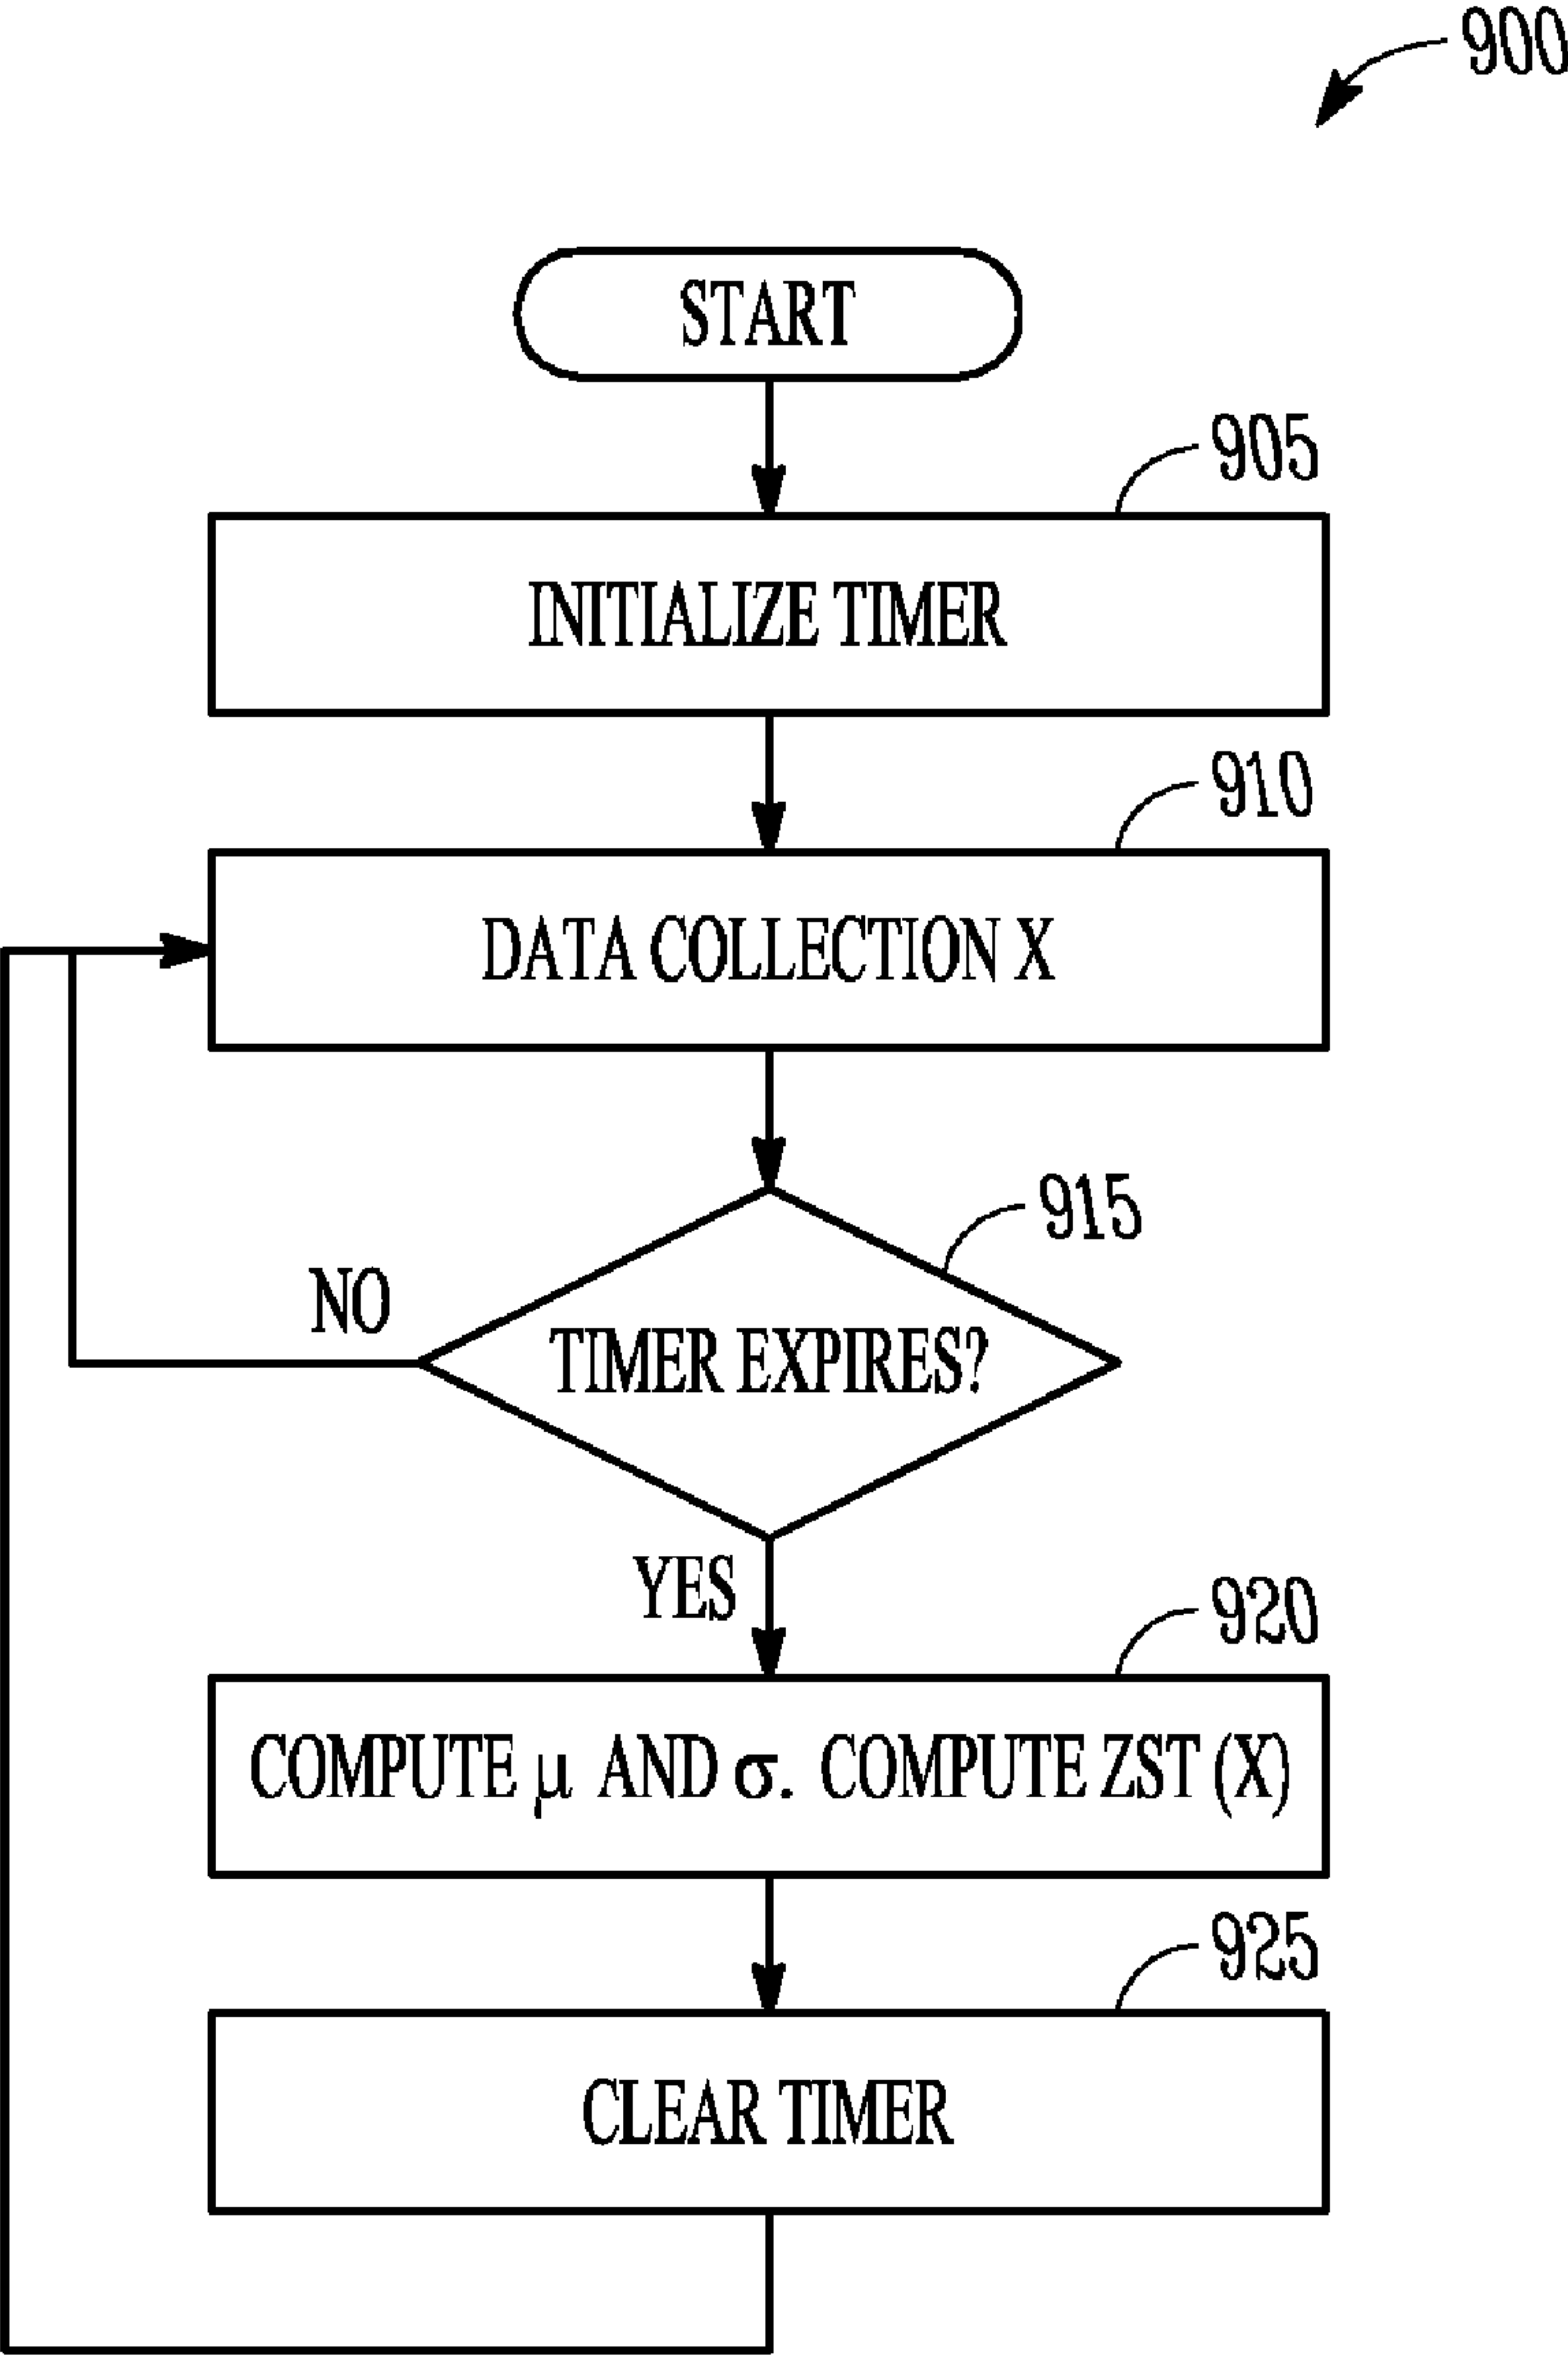 900
START
905
INITIALIZE TIMER
910
DATA COLLECTION X
915
NO
TIMER EXPIRES?
YES
920
COMPUTE μ AND σ. COMPUTE ZST (X)
925
CLEAR TIMER